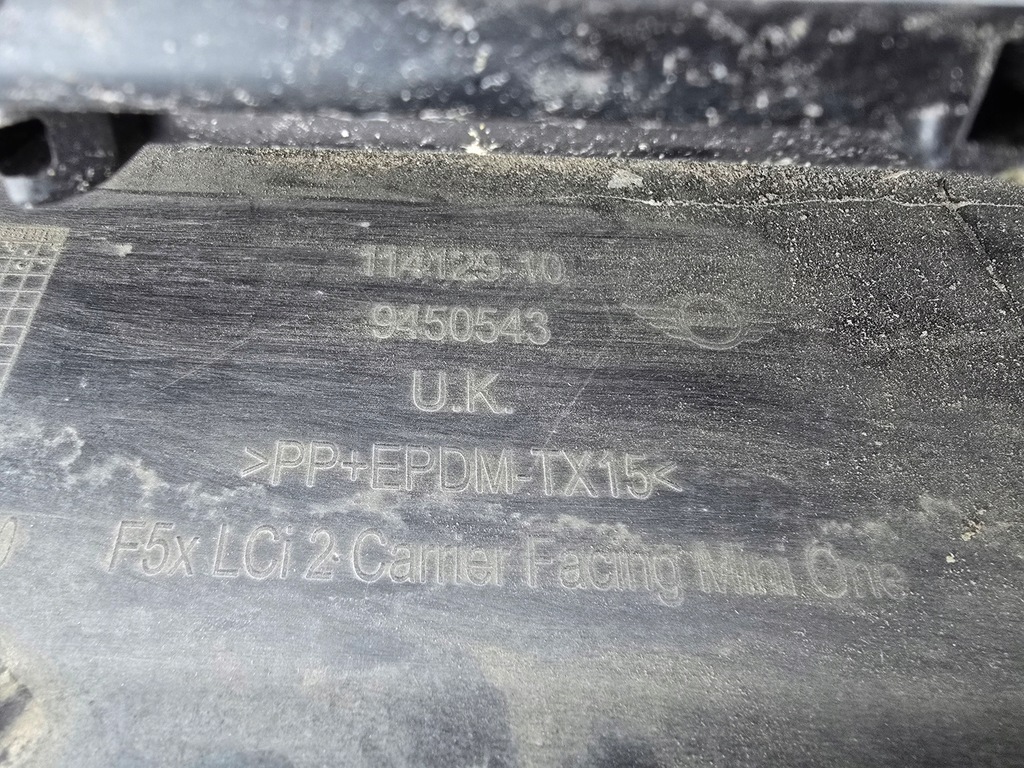 114129-10
9450543
U.K.
>PP+EPDM-TX15<
F5x LCi 2 Carrier Facing Mini One